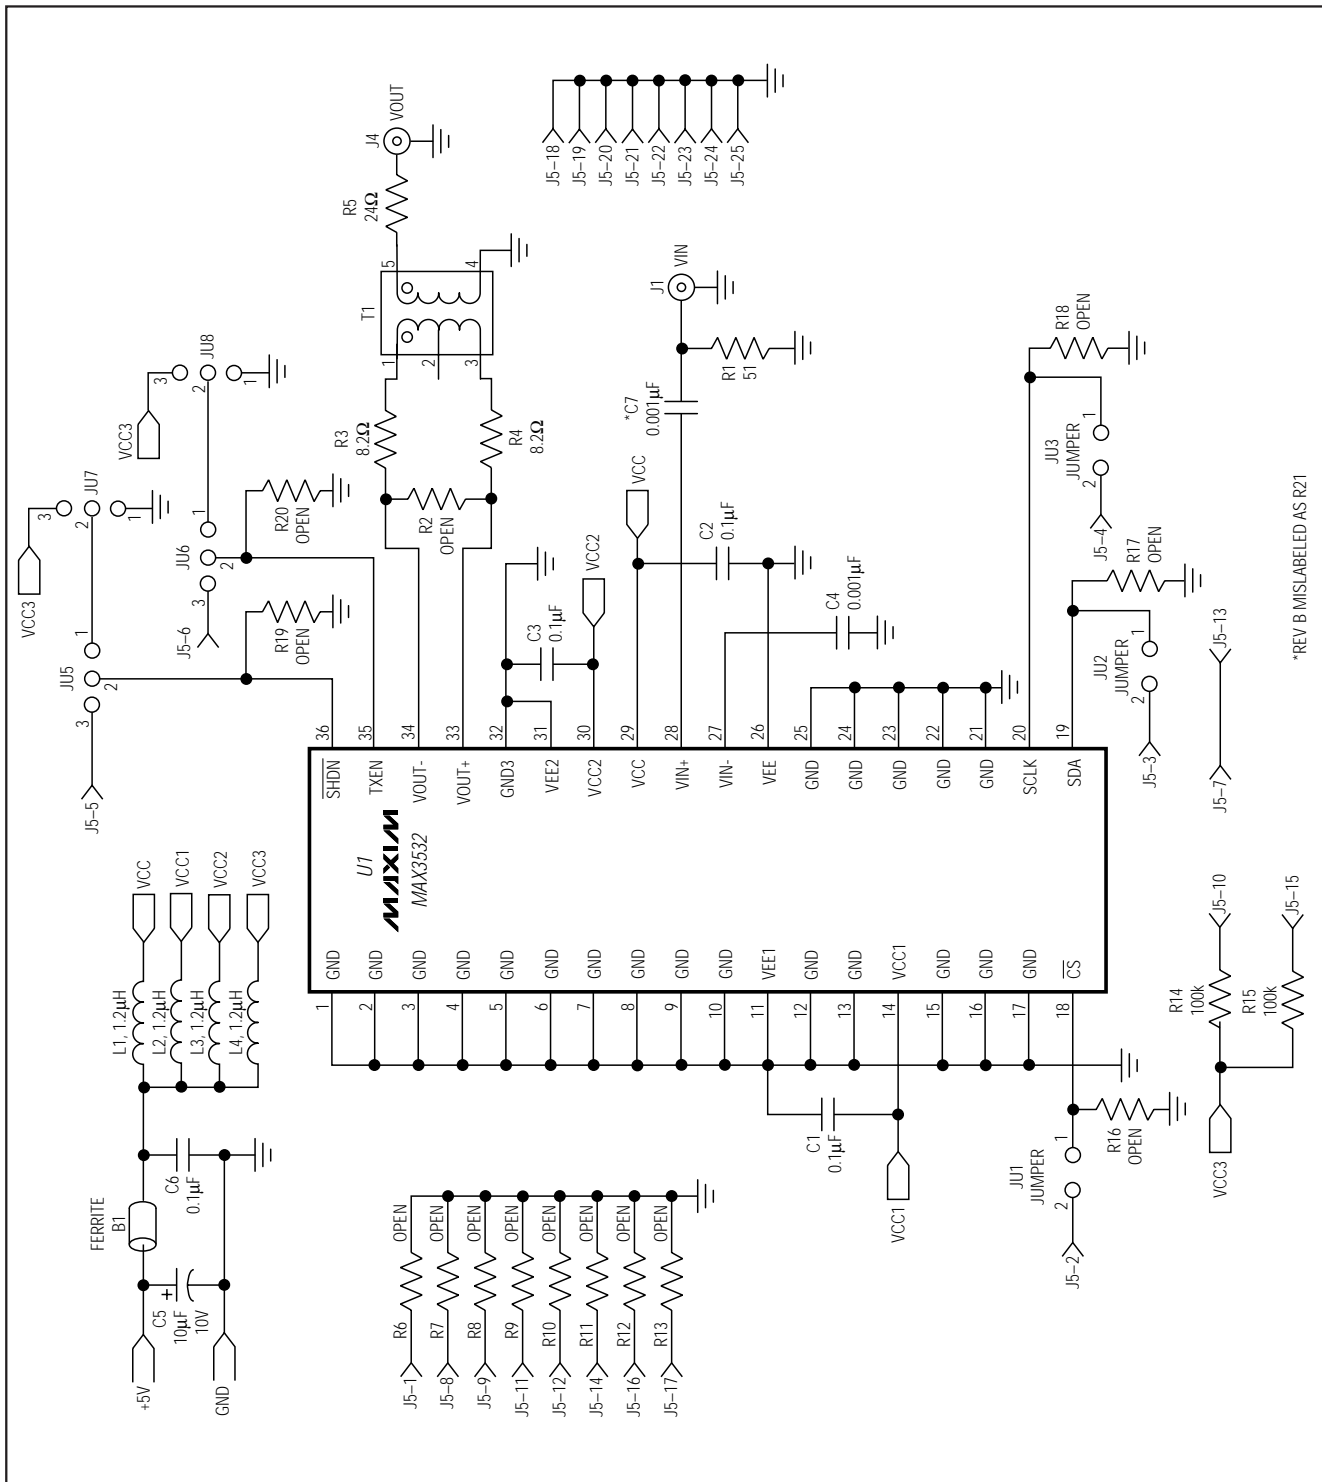 +5V
GND
C5
10µF
10V
FERRITE
B1
C6
0.1µF
L1, 1.2µH
L2, 1.2µH
L3, 1.2µH
L4, 1.2µH
VCC
VCC1
VCC2
VCC3
J5-5
3
JU5
2
1
VCC3
3
JU7
2
1
J5-6
3
JU6
2
1
VCC3
3
JU8
2
1
R19
OPEN
R20
OPEN
R3
8.2Ω
R2
OPEN
R4
8.2Ω
T1
1
2
3
5
4
R5
24Ω
J4
VOUT
J5-18
J5-19
J5-20
J5-21
J5-22
J5-23
J5-24
J5-25
C3
0.1µF
VCC2
VCC
C2
0.1µF
*C7
0.001µF
R1
51
J1
VIN
C4
0.001µF
U1
MAXIM
MAX3532
36
SHDN
35
TXEN
34
VOUT-
33
VOUT+
32
GND3
31
VEE2
30
VCC2
29
VCC
28
VIN+
27
VIN-
26
VEE
25
GND
24
GND
23
GND
22
GND
21
GND
20
SCLK
19
SDA
1
GND
2
GND
3
GND
4
GND
5
GND
6
GND
7
GND
8
GND
9
GND
10
GND
11
VEE1
12
GND
13
GND
14
VCC1
15
GND
16
GND
17
GND
18
CS
J5-1
R6
OPEN
J5-8
R7
OPEN
J5-9
R8
OPEN
J5-11
R9
OPEN
J5-12
R10
OPEN
J5-14
R11
OPEN
J5-16
R12
OPEN
J5-17
R13
OPEN
C1
0.1µF
VCC1
J5-2
2
JU1
JUMPER
1
R16
OPEN
J5-3
2
JU2
JUMPER
1
R17
OPEN
J5-4
2
JU3
JUMPER
1
R18
OPEN
VCC3
R14
100k
J5-10
R15
100k
J5-15
J5-7
J5-13
*REV B MISLABELED AS R21